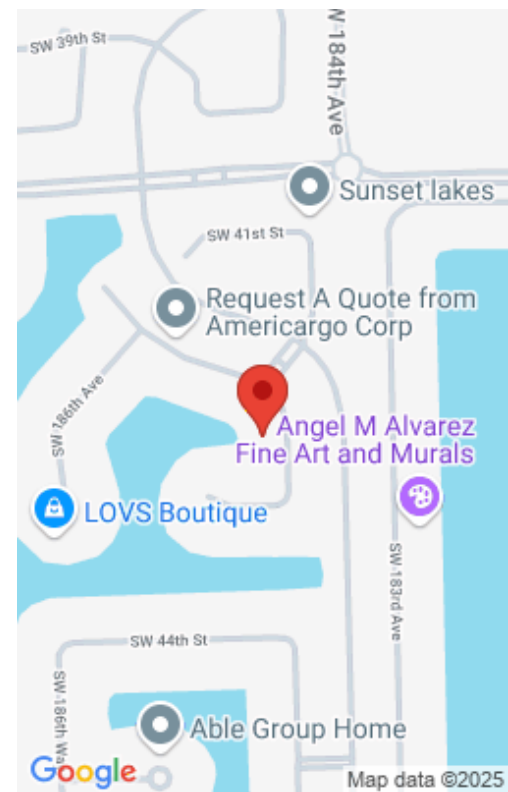 SW 39th St
SW 184th Ave
Sunset lakes
SW 41st St
Request A Quote from
Americargo Corp
SW 186th Ave
Angel M Alvarez
Fine Art and Murals
LOVS Boutique
SW 183rd Ave
SW 44th St
SW 186th Wa
Able Group Home
Google
Map data ©2025